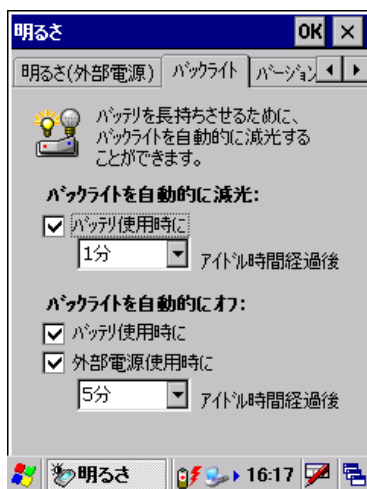 明るさ OK ×
明るさ(外部電源) バックライト バージョン
バッテリを長持ちさせるために、
バックライトを自動的に減光する
ことができます。
バックライトを自動的に減光:
バッテリ使用時に
1分 アイドル時間経過後
バックライトを自動的にオフ:
バッテリ使用時に
外部電源使用時に
5分 アイドル時間経過後
明るさ 16:17